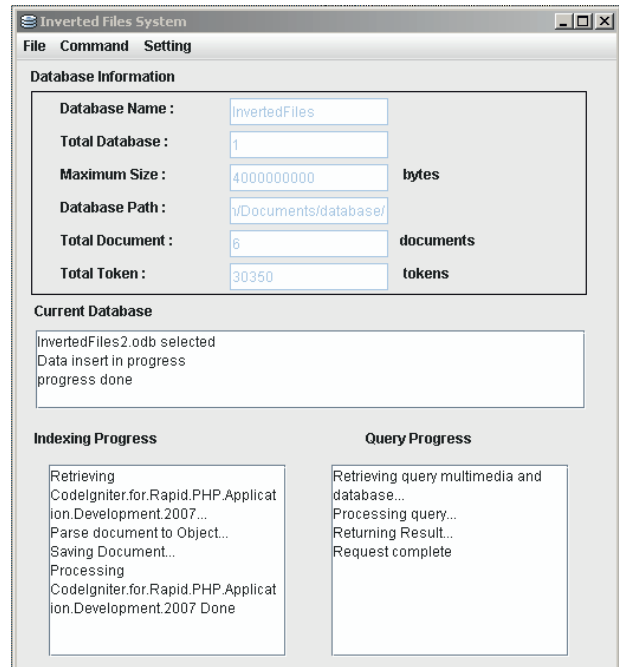 Inverted Files System
File Command Setting
Database Information
Database Name : InvertedFiles
Total Database : 1
Maximum Size : 4000000000 bytes
Database Path : /Documents/database/
Total Document : 6 documents
Total Token : 30350 tokens
Current Database
InvertedFiles2.odb selected
Data insert in progress
progress done
Indexing Progress
Retrieving
CodeIgniter.for.Rapid.PHP.Applicat
ion.Development.2007...
Parse document to Object...
Saving Document...
Processing
CodeIgniter.for.Rapid.PHP.Applicat
ion.Development.2007 Done
Query Progress
Retrieving query multimedia and
database...
Processing query...
Returning Result...
Request complete